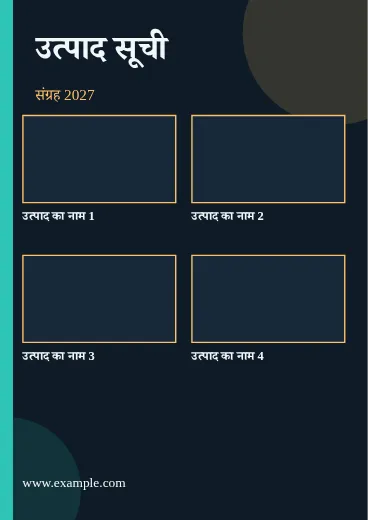 उत्पाद सूची
संग्रह 2027
उत्पाद का नाम 1
उत्पाद का नाम 2
उत्पाद का नाम 3
उत्पाद का नाम 4
www.example.com